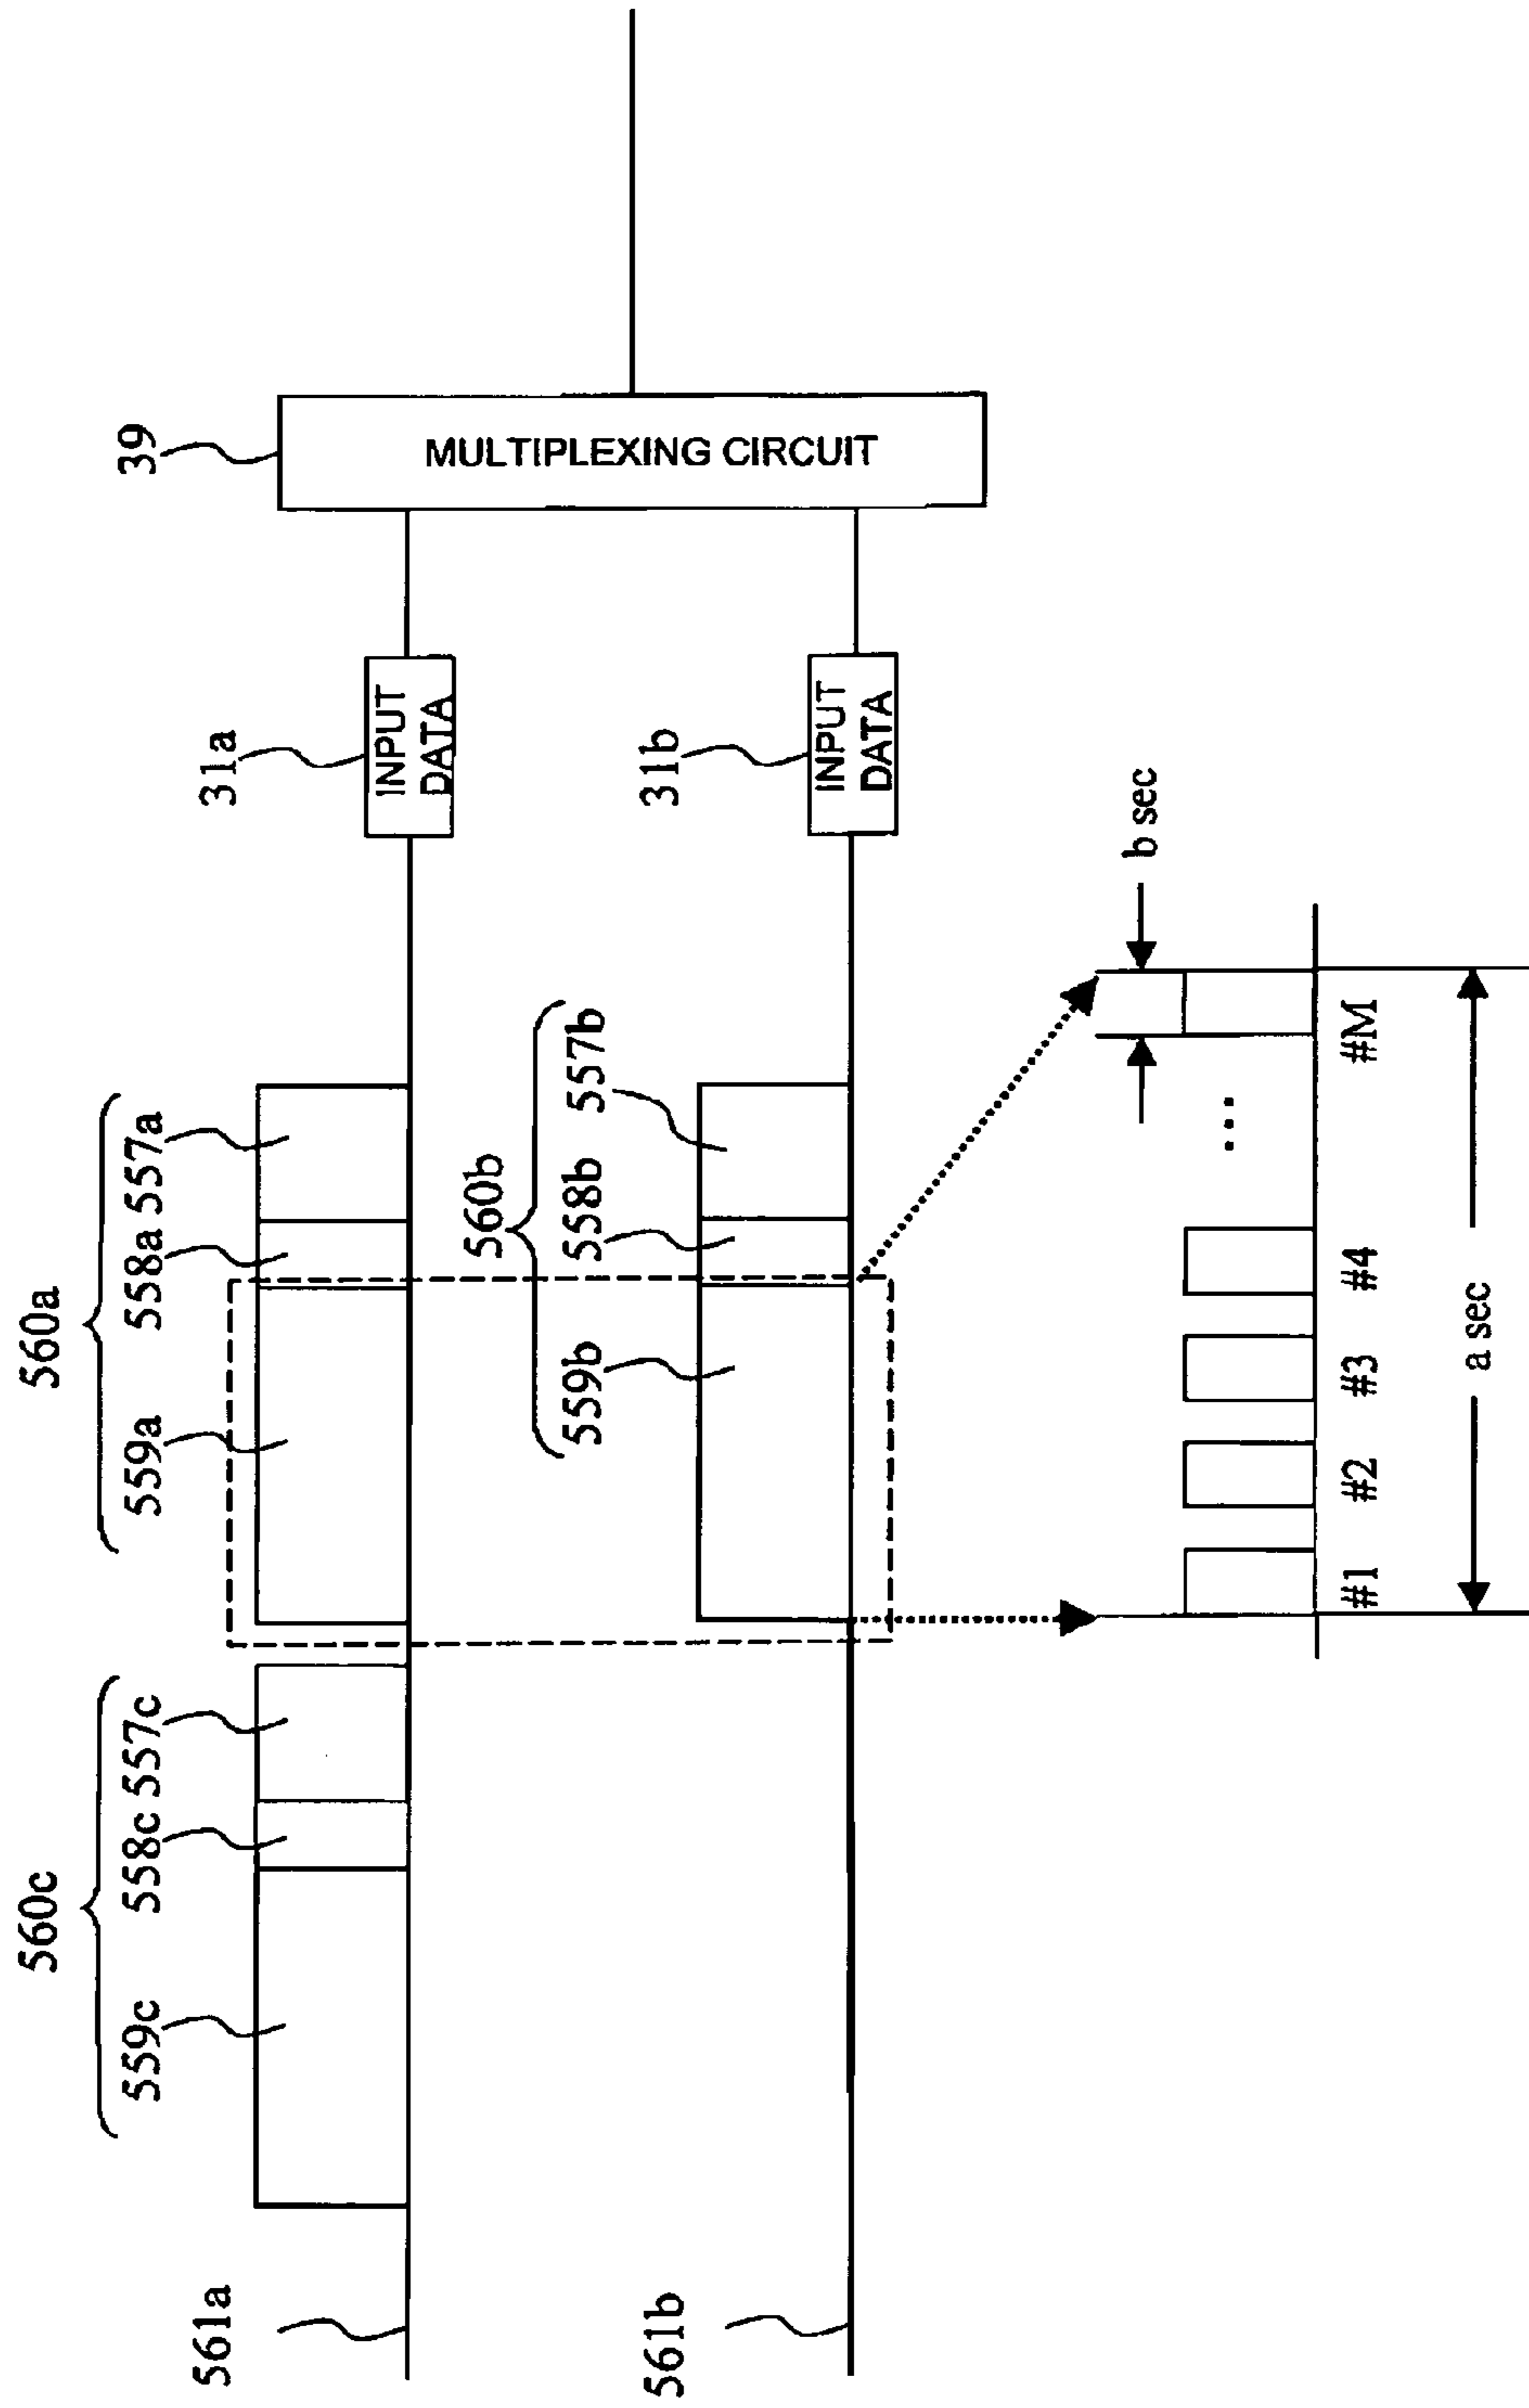 560c
560a
559c 558c 557c
559a 558a 557a
39
561a
31a
INPUT
DATA
MULTIPLEXING CIRCUIT
560b
559b 558b 557b
561b
31b
INPUT
DATA
b sec
...
#1 #2 #3 #4 #M
a sec